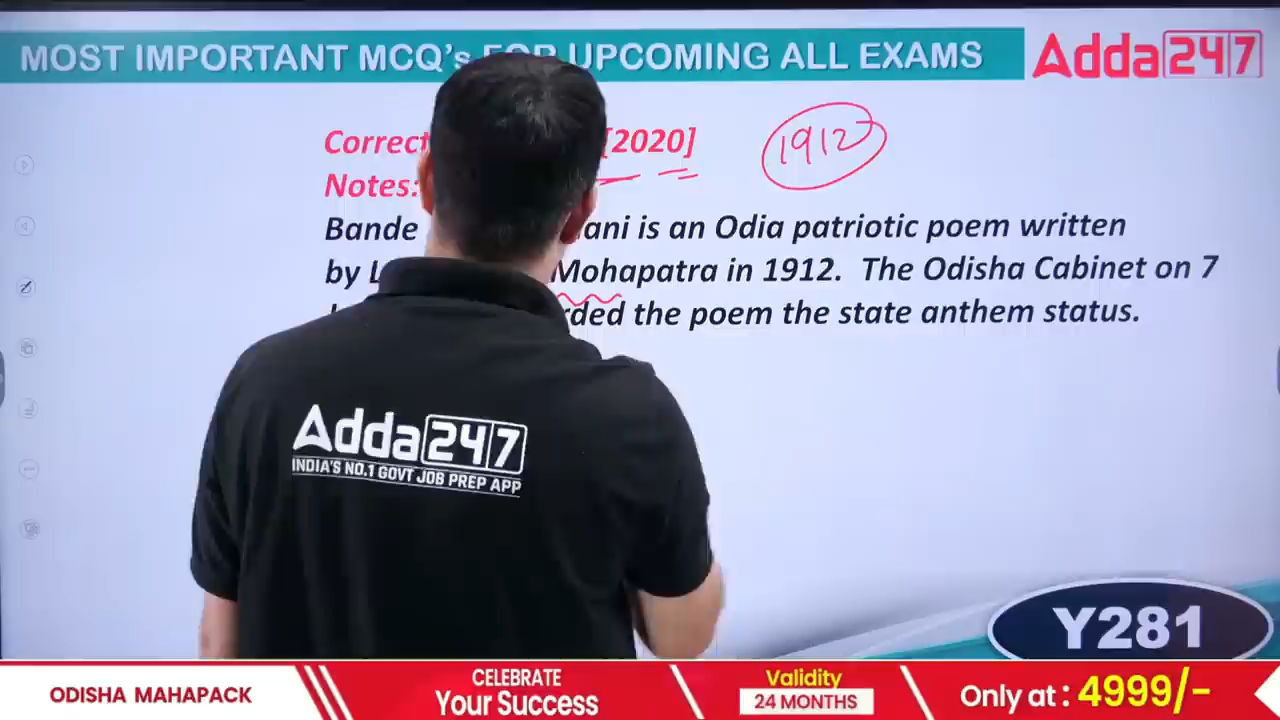 MOST IMPORTANT MCQ's FOR UPCOMING ALL EXAMS
Adda247
Correct [2020]
1912
Notes:
Bande is an Odia patriotic poem written
by Mohapatra in 1912. The Odisha Cabinet on 7
the poem the state anthem status.
Adda247
INDIA'S NO.1 GOVT JOB PREP APP
Y281
ODISHA MAHAPACK
CELEBRATE
Your Success
Validity
24 MONTHS
Only at : 4999/-